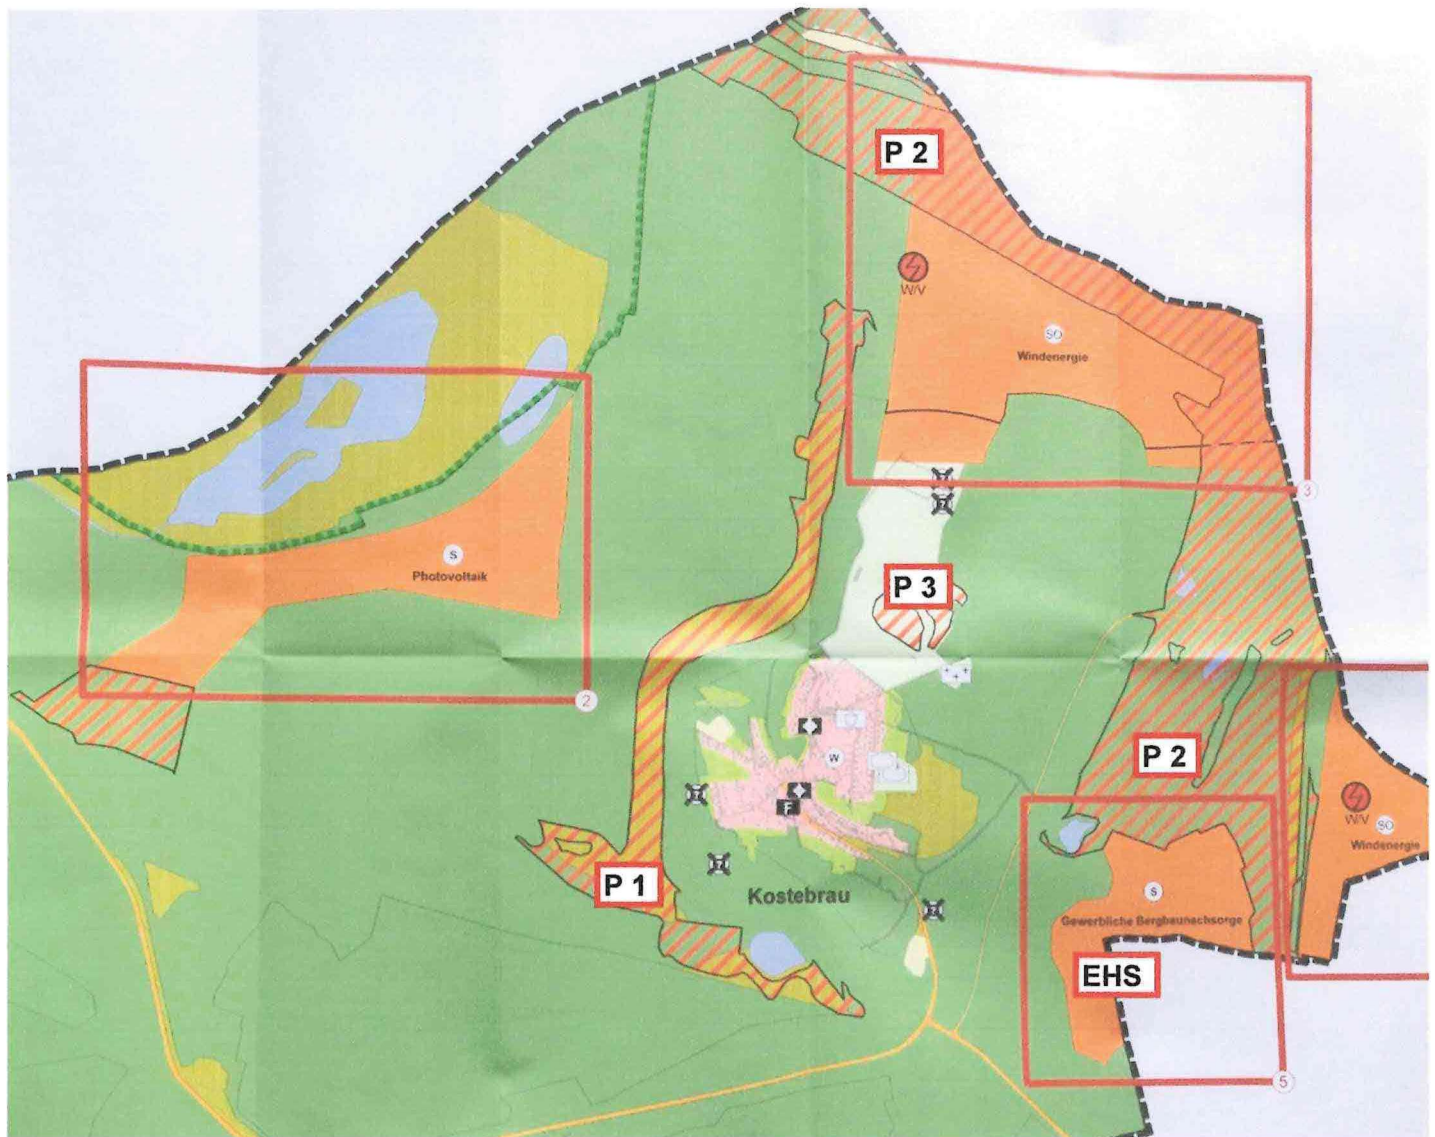 P 2
W/V
SO
Windenergie
3
S
Photovoltaik
2
P 3
W
P 2
F
P 1
Kostebrau
W/V
SO
Windenergie
S
Gewerbliche Bergbaunachsorge
EHS
5